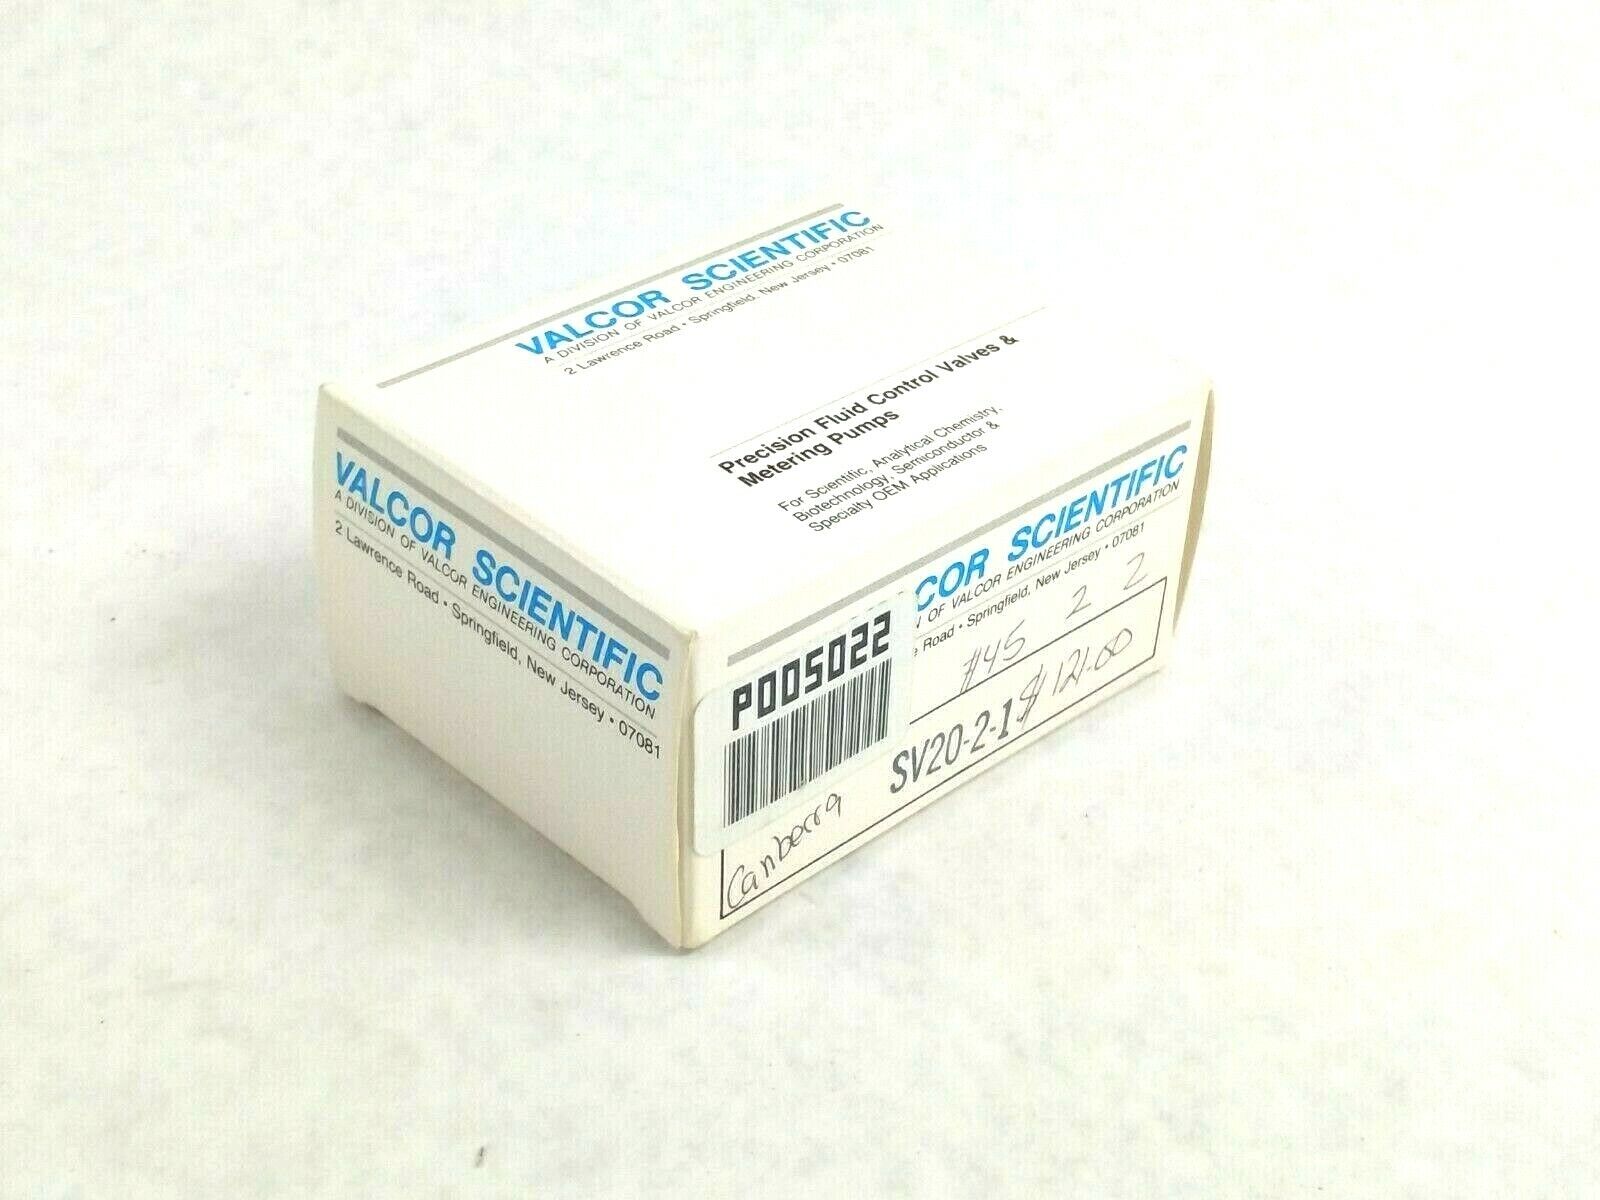 VALCOR SCIENTIFIC
A DIVISION OF VALCOR ENGINEERING CORPORATION
2 Lawrence Road • Springfield, New Jersey • 07081
Precision Fluid Control Valves &
Metering Pumps
For Scientific, Analytical Chemistry,
Biotechnology, Semiconductor &
Specialty OEM Applications
VALCOR SCIENTIFIC
A DIVISION OF VALCOR ENGINEERING CORPORATION
2 Lawrence Road • Springfield, New Jersey • 07081
COR SCIENTIFIC
OF VALCOR ENGINEERING CORPORATION
Road • Springfield, New Jersey • 07081
P005022
#45 2 2
SV20-2-1 $121.00
Canberra